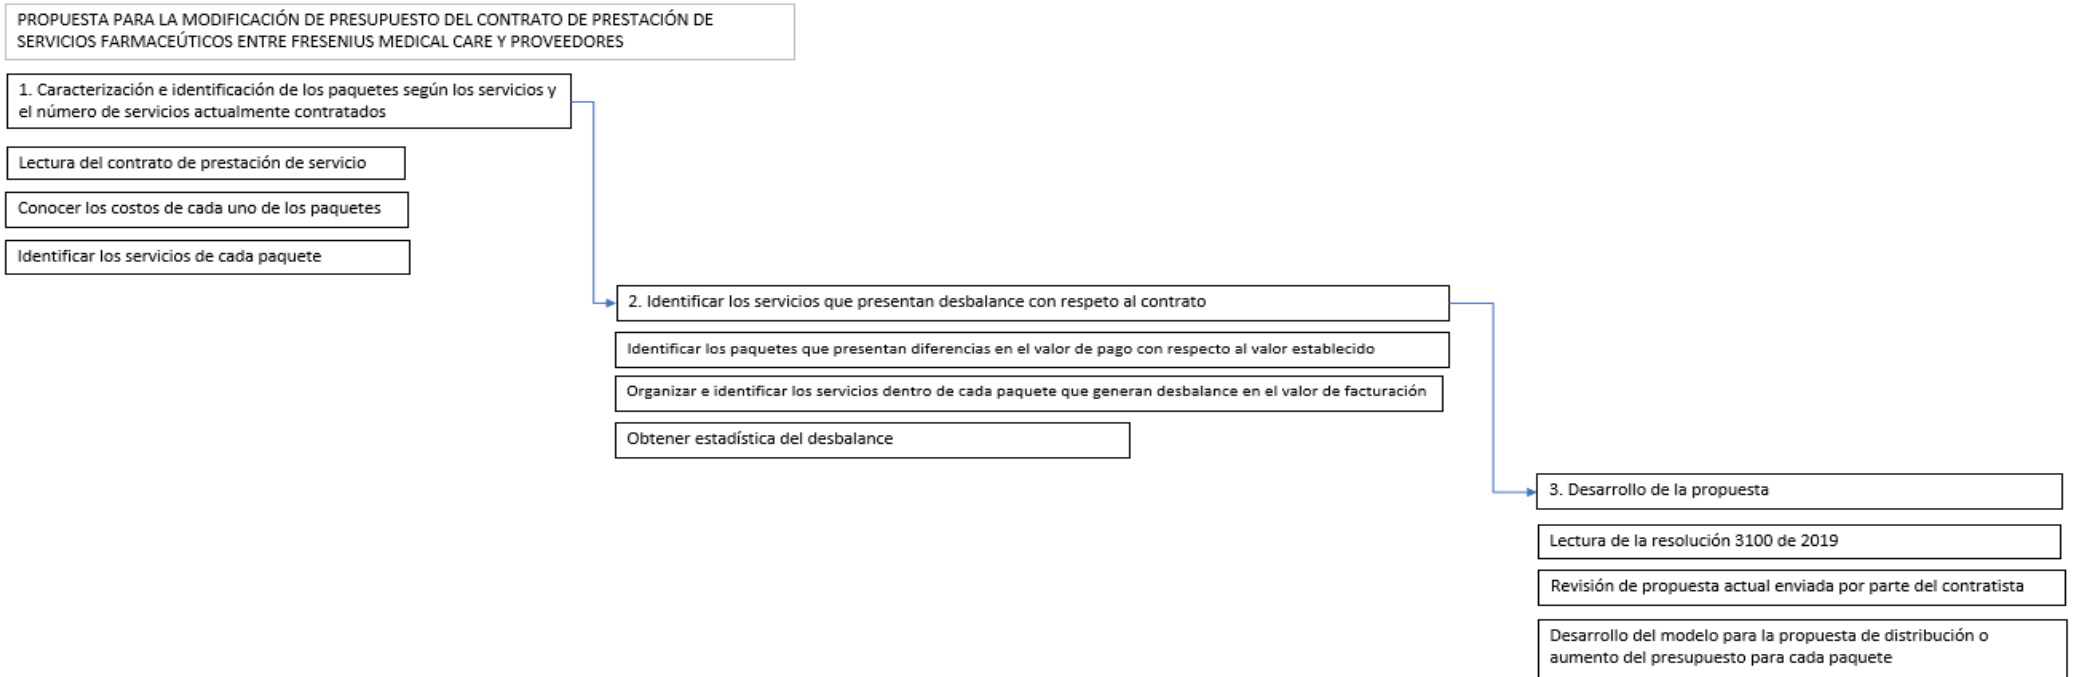 PROPUESTA PARA LA MODIFICACIÓN DE PRESUPUESTO DEL CONTRATO DE PRESTACIÓN DE
SERVICIOS FARMACEÚTICOS ENTRE FRESENIUS MEDICAL CARE Y PROVEEDORES
1. Caracterización e identificación de los paquetes según los servicios y
el número de servicios actualmente contratados
Lectura del contrato de prestación de servicio
Conocer los costos de cada uno de los paquetes
Identificar los servicios de cada paquete
2. Identificar los servicios que presentan desbalance con respeto al contrato
Identificar los paquetes que presentan diferencias en el valor de pago con respecto al valor establecido
Organizar e identificar los servicios dentro de cada paquete que generan desbalance en el valor de facturación
Obtener estadística del desbalance
3. Desarrollo de la propuesta
Lectura de la resolución 3100 de 2019
Revisión de propuesta actual enviada por parte del contratista
Desarrollo del modelo para la propuesta de distribución o
aumento del presupuesto para cada paquete